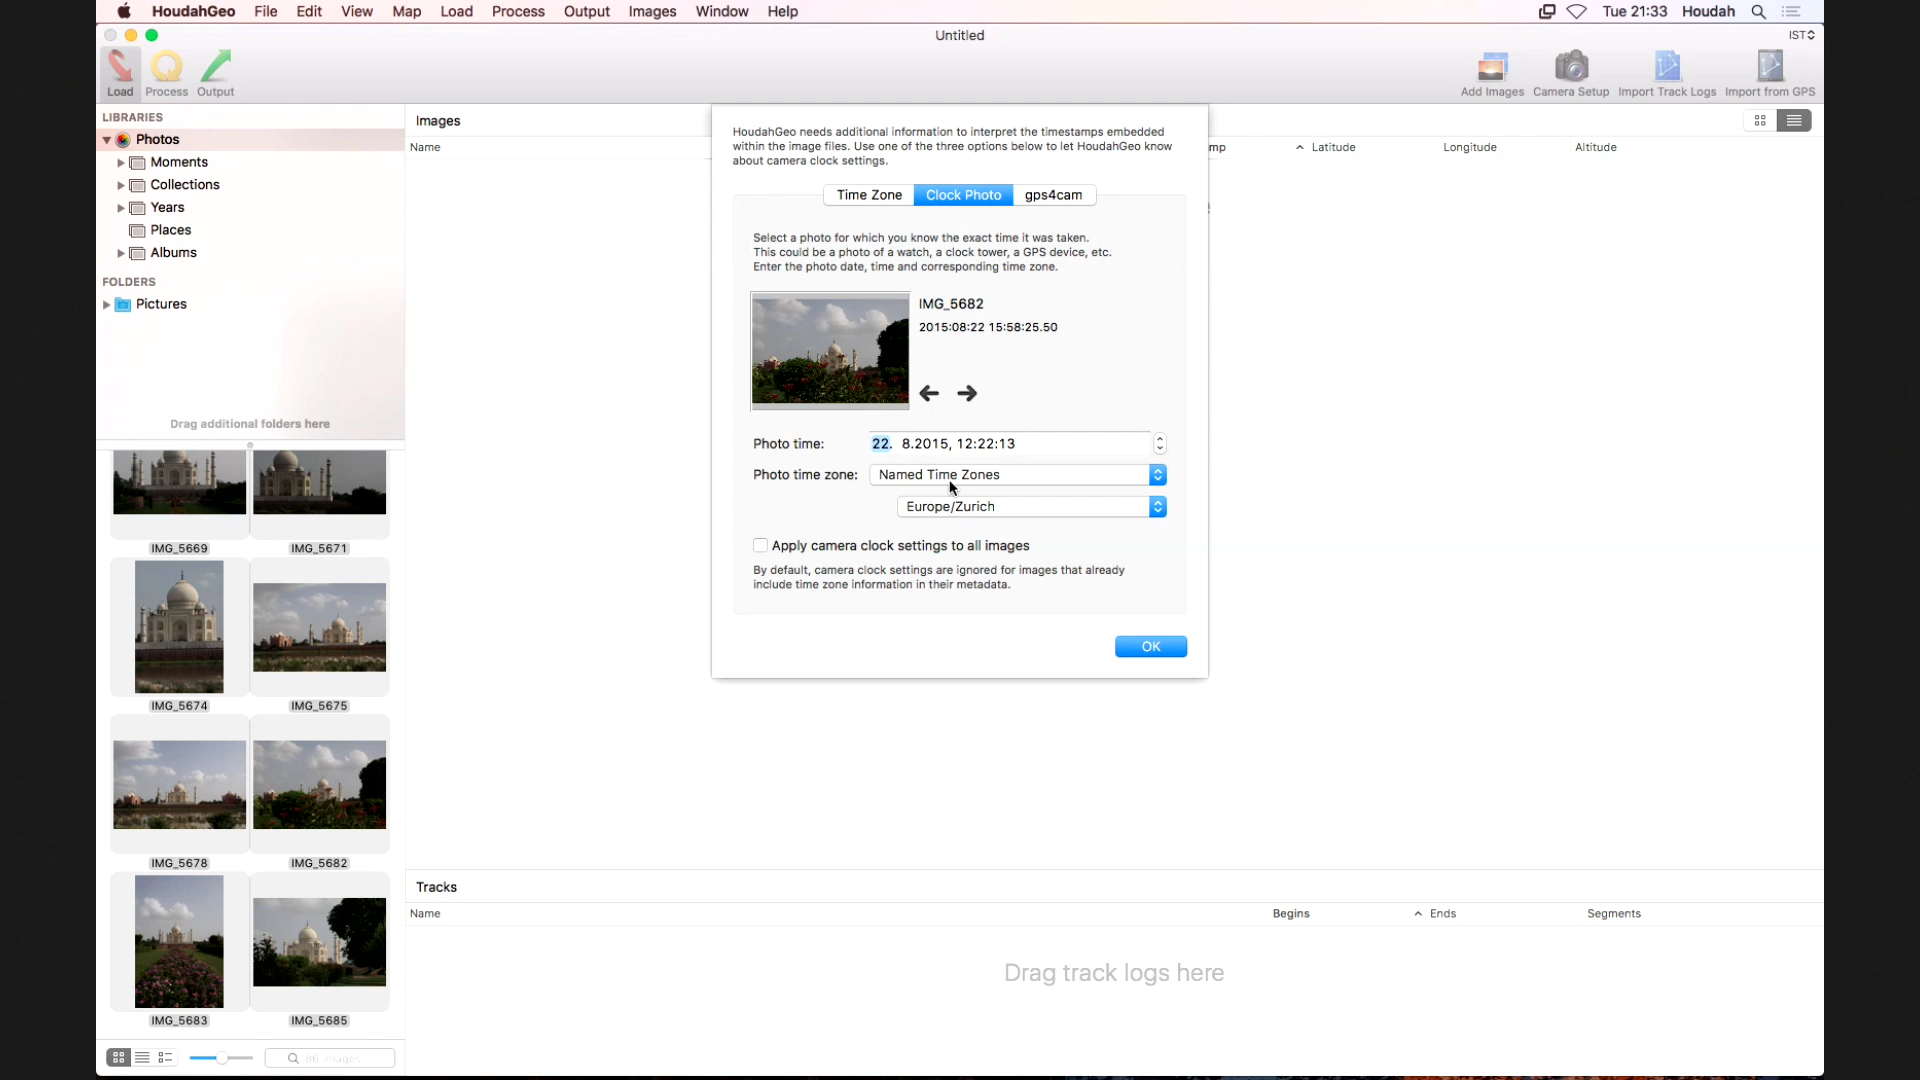 HoudahGeo File Edit View Map Load Process Output Images Window Help
Tue 21:33 Houdah
Untitled
IST
Load Process Output
Add Images Camera Setup Import Track Logs Import from GPS
LIBRARIES
Photos
Moments
Collections
Years
Places
Albums
FOLDERS
Pictures
Drag additional folders here
IMG_5669 IMG_5671
IMG_5674 IMG_5675
IMG_5678 IMG_5682
IMG_5683 IMG_5685
86 images
Images
Name
mp Latitude Longitude Altitude
HoudahGeo needs additional information to interpret the timestamps embedded
within the image files. Use one of the three options below to let HoudahGeo know
about camera clock settings.
Time Zone Clock Photo gps4cam
Select a photo for which you know the exact time it was taken.
This could be a photo of a watch, a clock tower, a GPS device, etc.
Enter the photo date, time and corresponding time zone.
IMG_5682
2015:08:22 15:58:25.50
Photo time: 22. 8.2015, 12:22:13
Photo time zone: Named Time Zones
Europe/Zurich
Apply camera clock settings to all images
By default, camera clock settings are ignored for images that already
include time zone information in their metadata.
OK
Tracks
Name Begins Ends Segments
Drag track logs here